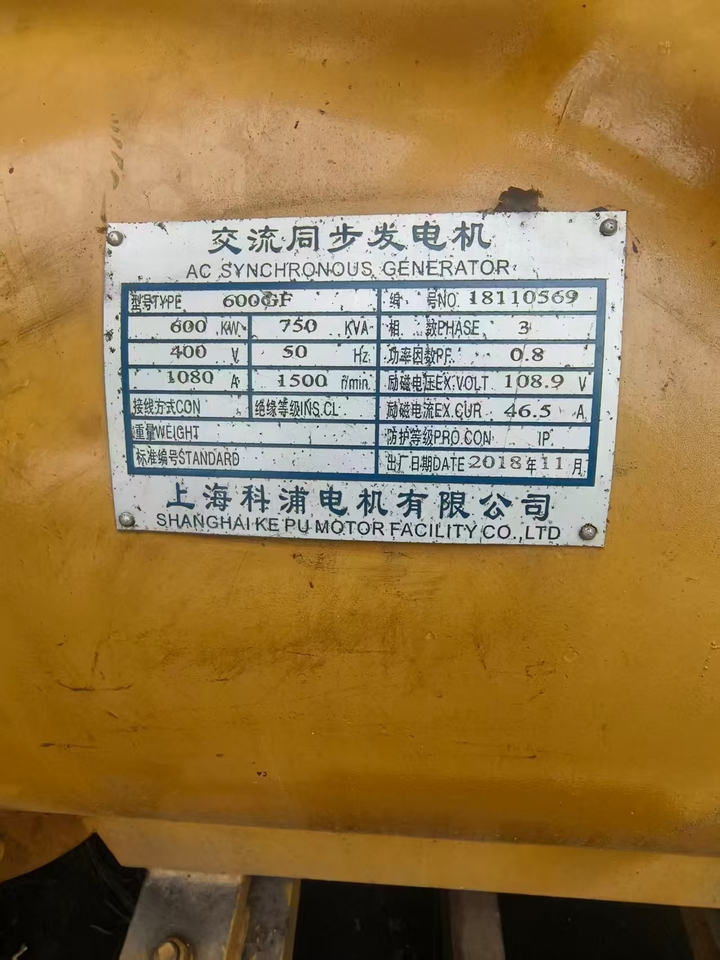 交流同步发电机
AC SYNCHRONOUS GENERATOR
型号TYPE 600GF 编 号NO. 18110569
600 KW 750 KVA 相 数PHASE 3
400 V 50 Hz 功率因数PF. 0.8
1080 A 1500 r/min 励磁电压EX.VOLT 108.9 V
接线方式CON 绝缘等级INS.CL 励磁电流EX.CUR 46.5 A
重量WEIGHT 防护等级PRO.CON IP
标准编号STANDARD 出厂日期DATE 2018年11月
上海科浦电机有限公司
SHANGHAI KE PU MOTOR FACILITY CO.,LTD